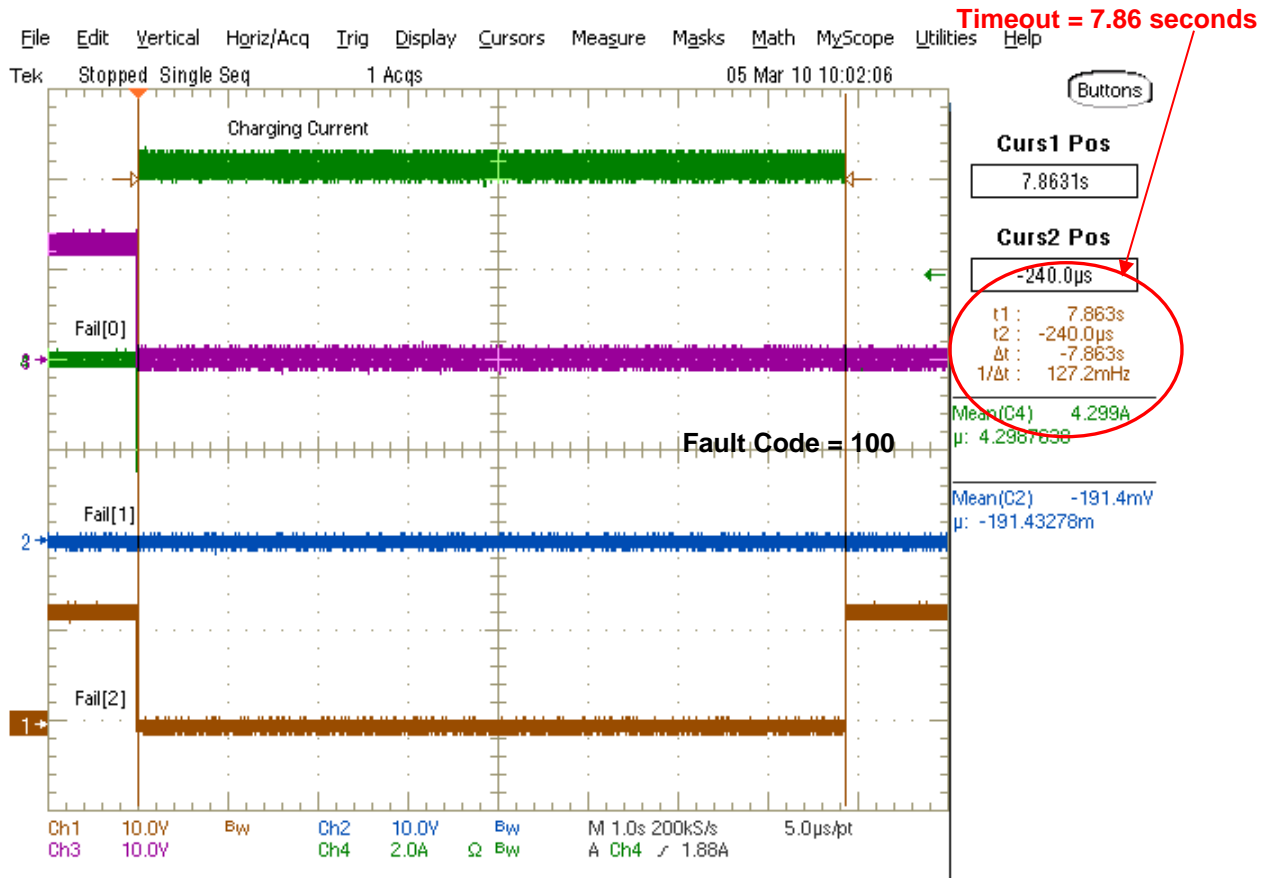 Timeout = 7.86 seconds
File Edit Vertical Horiz/Acq Trig Display Cursors Measure Masks Math MyScope Utilities Help
Tek Stopped Single Seq 1 Acqs 05 Mar 10 10:02:06
Buttons
Charging Current
Curs1 Pos
7.8631s
Curs2 Pos
-240.0µs
t1 : 7.863s
t2 : -240.0µs
Δt : -7.863s
1/Δt : 127.2mHz
Fail[0]
Mean(C4) 4.299A
µ: 4.2987638
Fault Code = 100
Mean(C2) -191.4mV
µ: -191.43278m
Fail[1]
2
Fail[2]
1
Ch1 10.0V BW Ch2 10.0V BW M 1.0s 200kS/s 5.0µs/pt
Ch3 10.0V Ch4 2.0A Ω BW A Ch4 / 1.88A